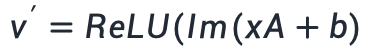 v′ = ReLU(Im(xA + b)